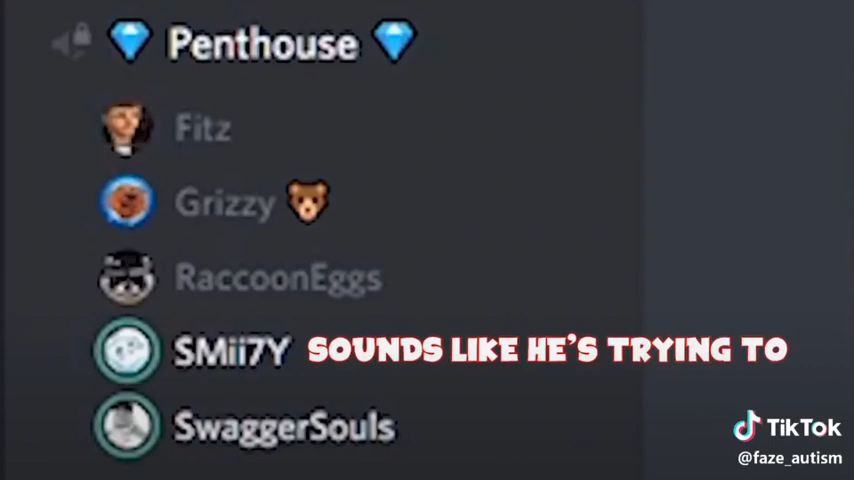 Penthouse
Fitz
Grizzy
RaccoonEggs
SMii7Y SOUNDS LIKE HE'S TRYING TO
SwaggerSouls
TikTok
@faze_autism